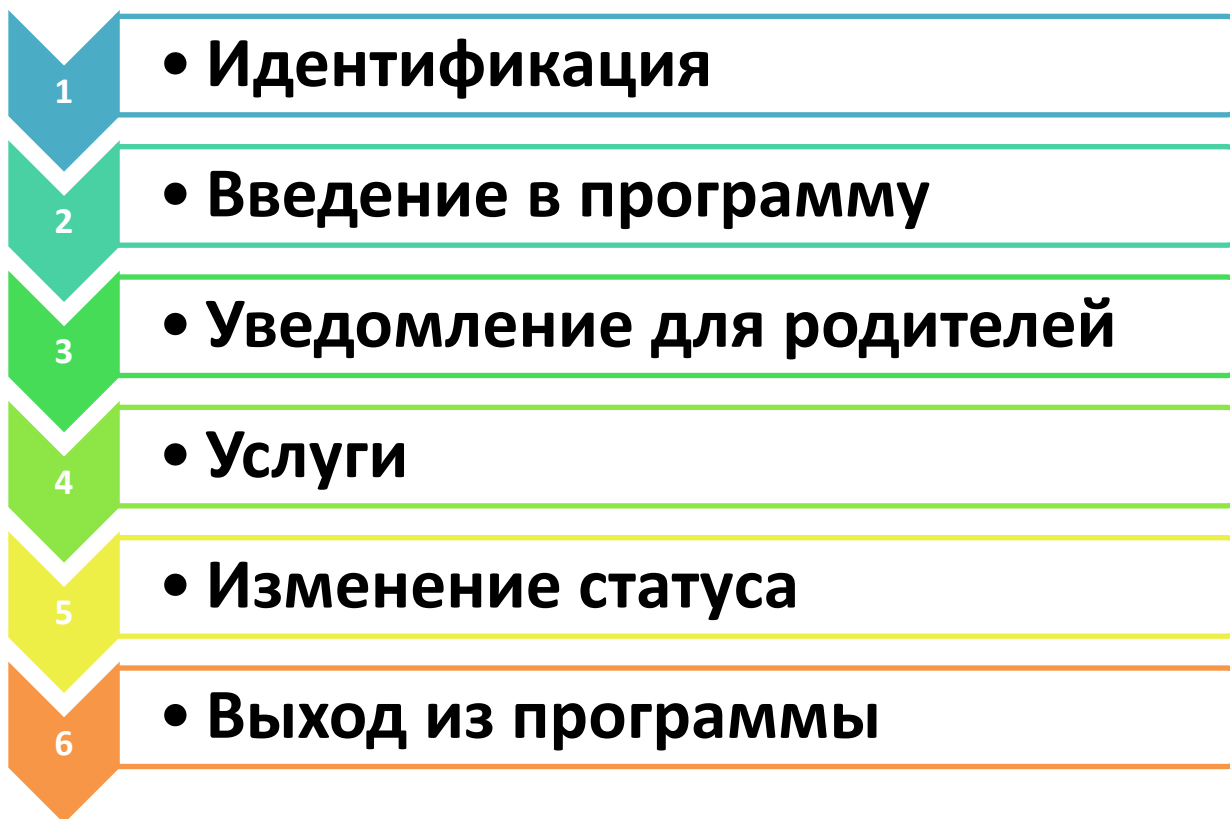 1
• Идентификация
2
• Введение в программу
3
• Уведомление для родителей
4
• Услуги
5
• Изменение статуса
6
• Выход из программы